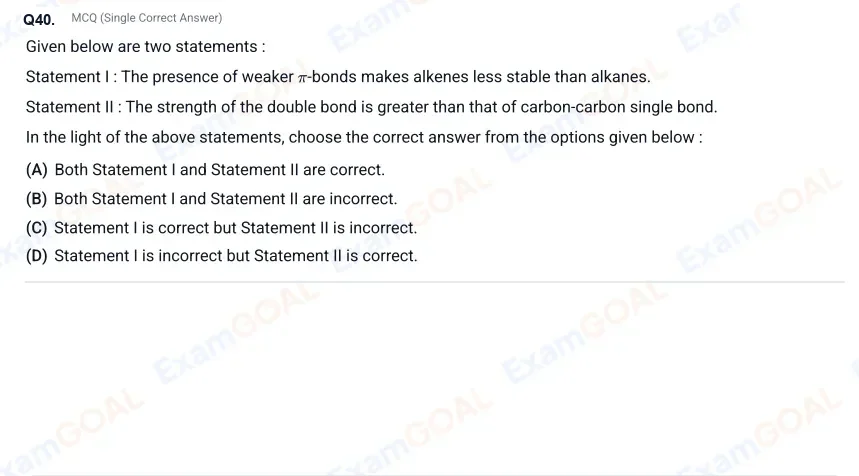 Q40. MCQ (Single Correct Answer)
Given below are two statements :
Statement I : The presence of weaker π-bonds makes alkenes less stable than alkanes.
Statement II : The strength of the double bond is greater than that of carbon-carbon single bond.
In the light of the above statements, choose the correct answer from the options given below :
(A) Both Statement I and Statement II are correct.
(B) Both Statement I and Statement II are incorrect.
(C) Statement I is correct but Statement II is incorrect.
(D) Statement I is incorrect but Statement II is correct.
ExamGOAL